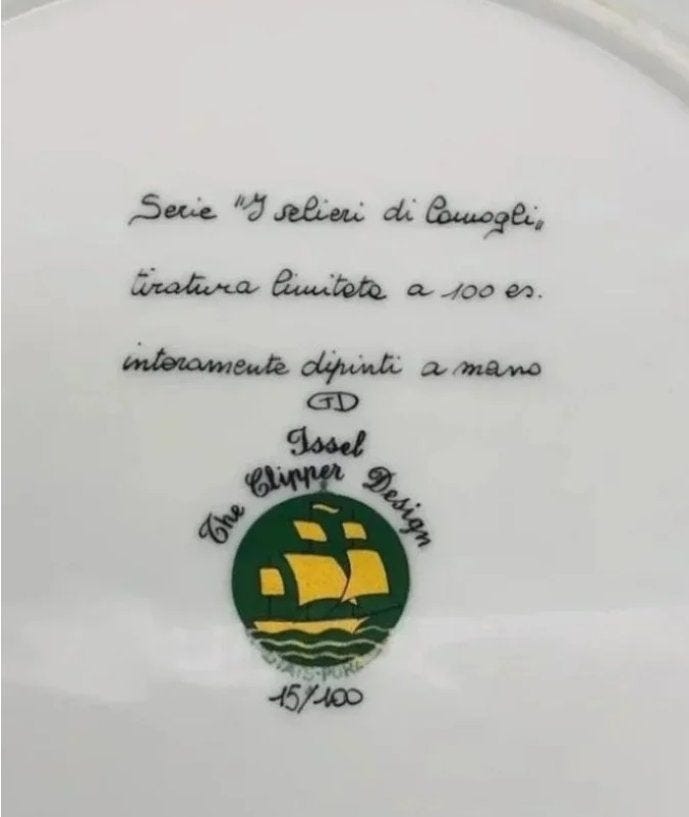 Serie "I velieri di Camogli„
tiratura limitata a 100 es.
interamente dipinti a mano
GD
Issel
The Clipper Design
15/100